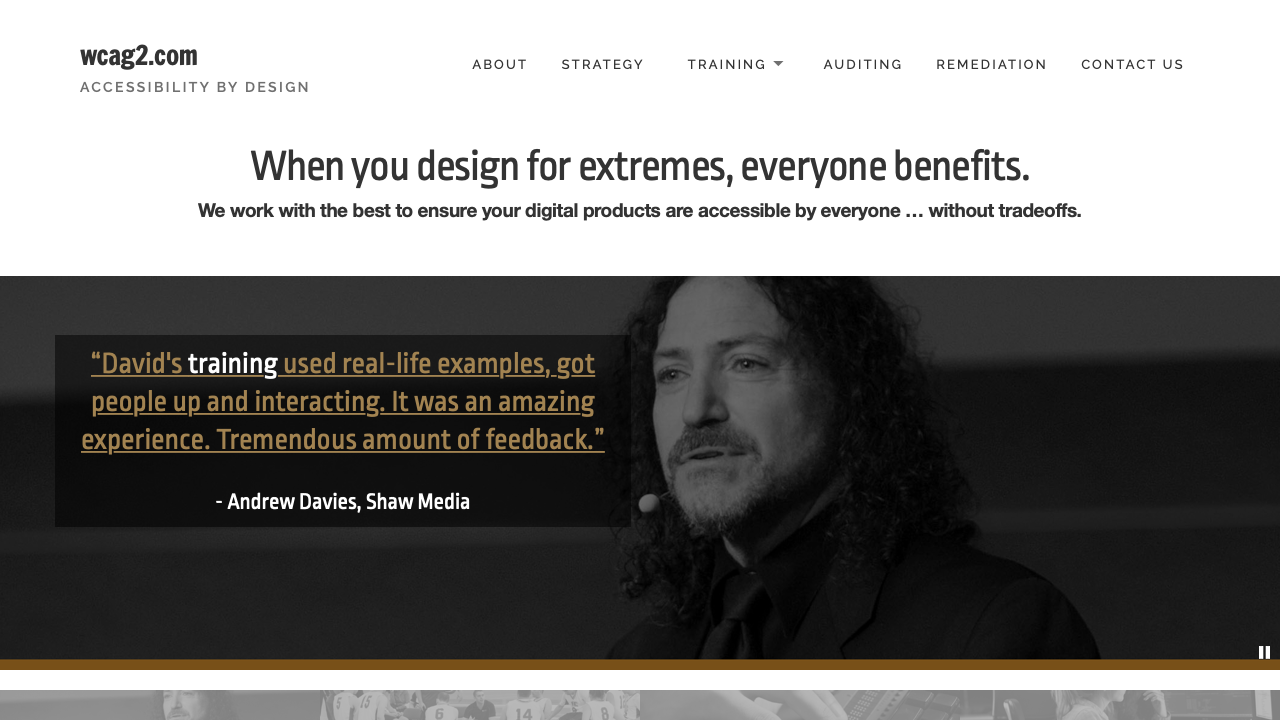 wcag2.com
ACCESSIBILITY BY DESIGN
ABOUT STRATEGY TRAINING AUDITING REMEDIATION CONTACT US
When you design for extremes, everyone benefits.
We work with the best to ensure your digital products are accessible by everyone … without tradeoffs.
“David's training used real-life examples, got
people up and interacting. It was an amazing
experience. Tremendous amount of feedback.”
- Andrew Davies, Shaw Media
6
14
8